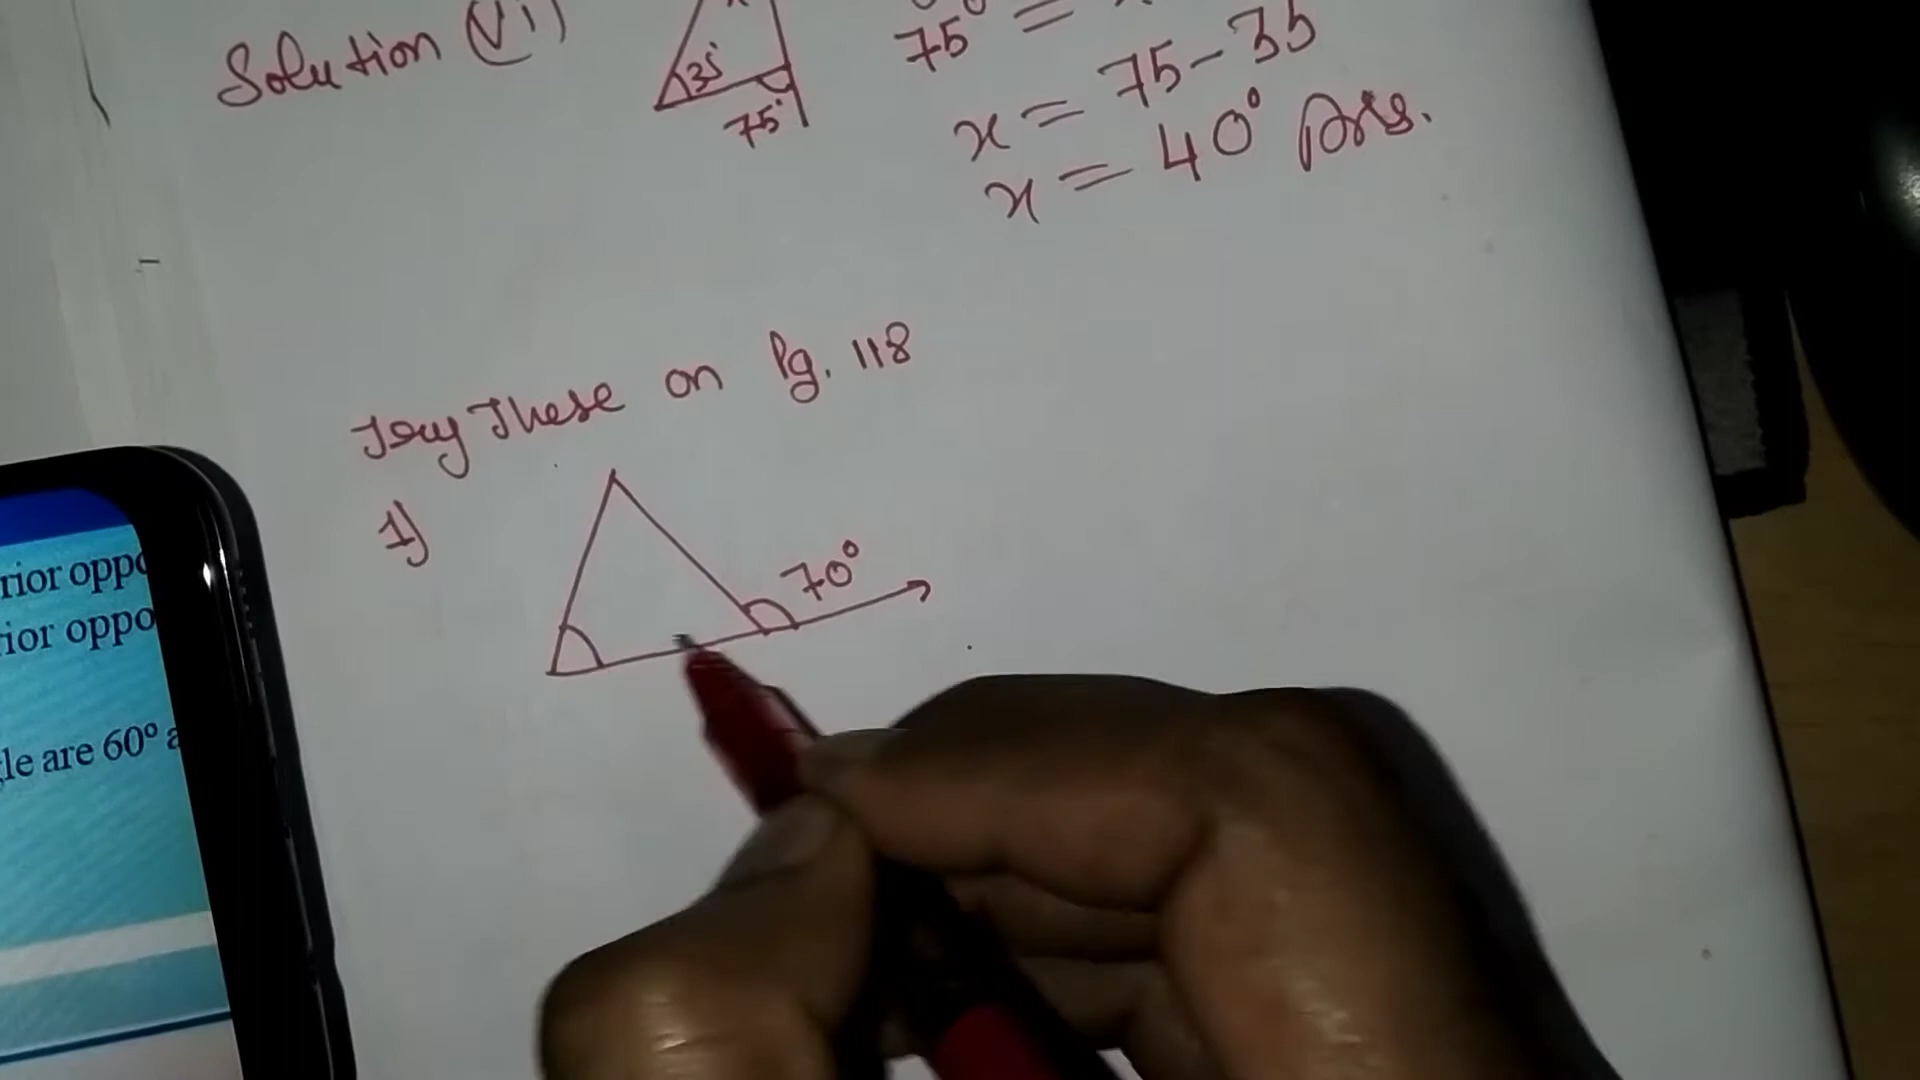 Solution (vi)
35°
75°
75° =
x = 75-35
x = 40° Ans.
Try These on Pg. 118
1)
70°
rior oppo
rior oppo
le are 60° a